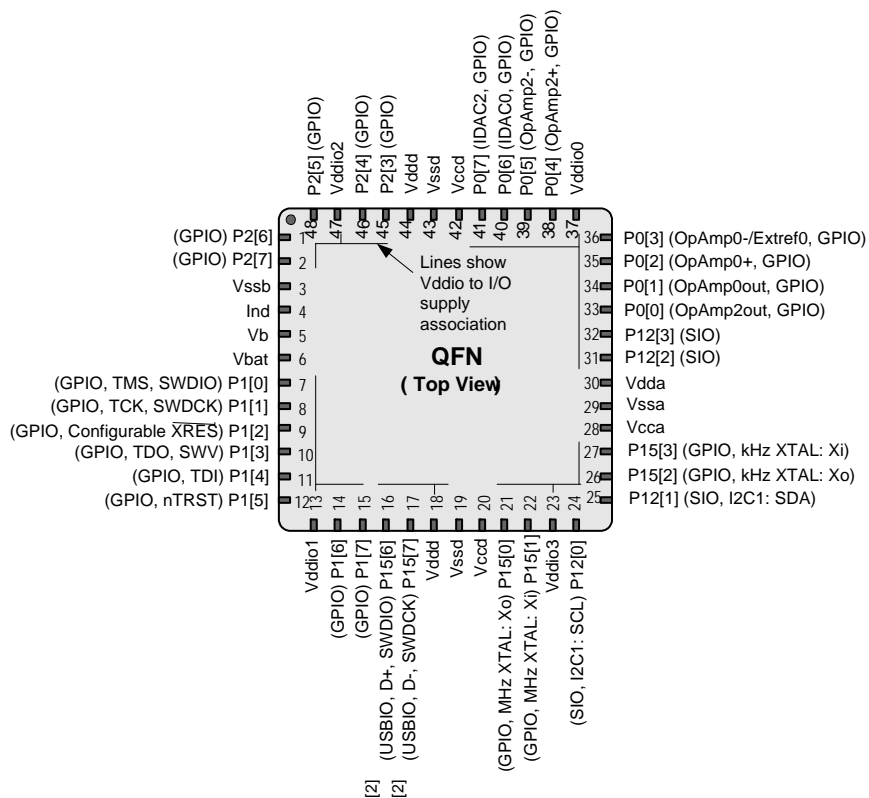 P2[5] (GPIO)
Vddio2
P2[4] (GPIO)
P2[3] (GPIO)
Vddd
Vssd
Vccd
P0[7] (IDAC2, GPIO)
P0[6] (IDAC0, GPIO)
P0[5] (OpAmp2-, GPIO)
P0[4] (OpAmp2+, GPIO)
Vddio0
48
47
46
45
44
43
42
41
40
39
38
37
(GPIO) P2[6] 1
(GPIO) P2[7] 2
Vssb 3
Ind 4
Vb 5
Vbat 6
(GPIO, TMS, SWDIO) P1[0] 7
(GPIO, TCK, SWDCK) P1[1] 8
(GPIO, Configurable XRES) P1[2] 9
(GPIO, TDO, SWV) P1[3] 10
(GPIO, TDI) P1[4] 11
(GPIO, nTRST) P1[5] 12
Lines show
Vddio to I/O
supply
association
QFN
( Top View)
36 P0[3] (OpAmp0-/Extref0, GPIO)
35 P0[2] (OpAmp0+, GPIO)
34 P0[1] (OpAmp0out, GPIO)
33 P0[0] (OpAmp2out, GPIO)
32 P12[3] (SIO)
31 P12[2] (SIO)
30 Vdda
29 Vssa
28 Vcca
27 P15[3] (GPIO, kHz XTAL: Xi)
26 P15[2] (GPIO, kHz XTAL: Xo)
25 P12[1] (SIO, I2C1: SDA)
13
14
15
16
17
18
19
20
21
22
23
24
Vddio1
(GPIO) P1[6]
(GPIO) P1[7]
[2] (USBIO, D+, SWDIO) P15[6]
[2] (USBIO, D-, SWDCK) P15[7]
Vddd
Vssd
Vccd
(GPIO, MHz XTAL: Xo) P15[0]
(GPIO, MHz XTAL: Xi) P15[1]
Vddio3
(SIO, I2C1: SCL) P12[0]